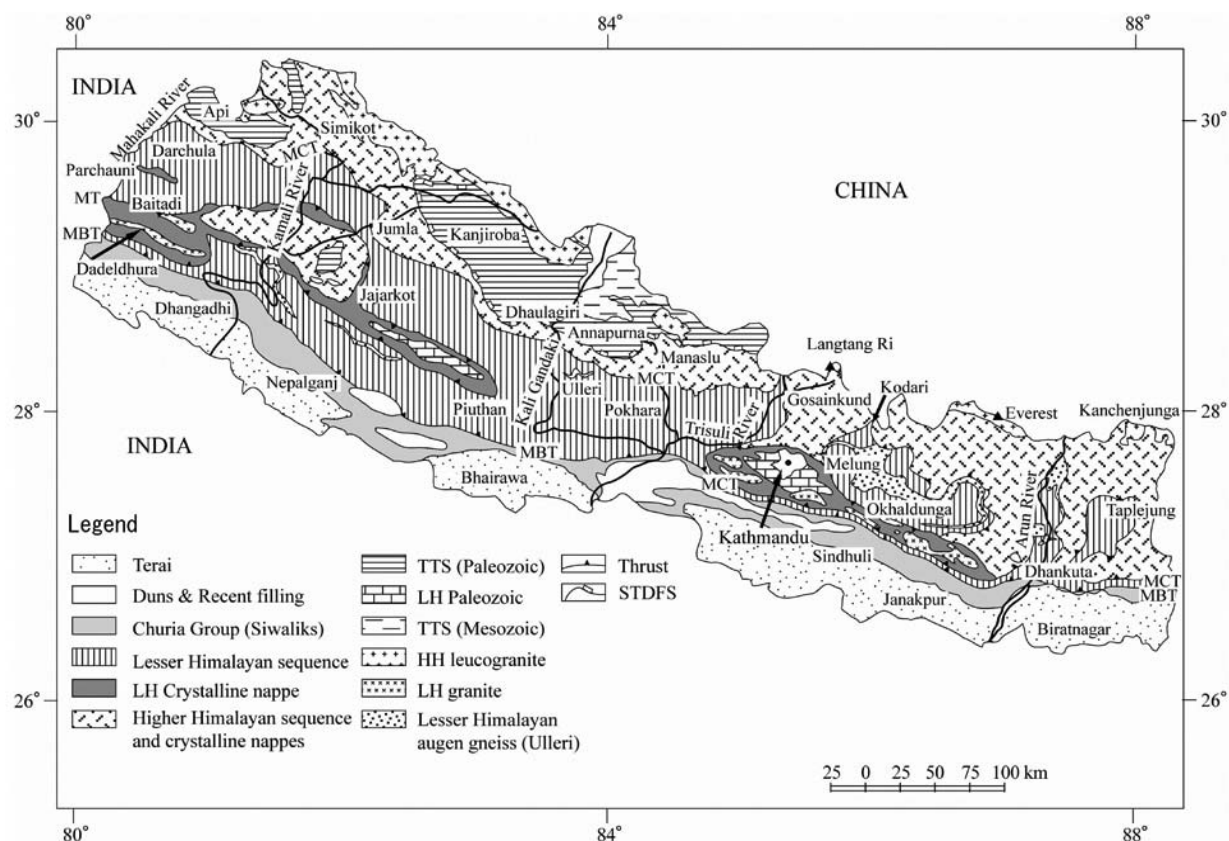 80°
84°
88°
INDIA
30°
30°
Mahakali River
Api
Simikot
MCT
Darchula
Parchauni
CHINA
MT
Baitadi
Karnali River
MBT
Jumla
Kanjiroba
Dadeldhura
Dhangadhi
Jajarkot
Dhaulagiri
Annapurna
Langtang Ri
Manaslu
Kodari
Nepalganj
Kali Gandaki
Ulleri
MCT
Gosainkund
28°
28°
Piuthan
Pokhara
Everest
Kanchenjunga
Trisuli River
INDIA
MBT
Melung
Bhairawa
MCT
Okhaldunga
Arun River
Taplejung
Kathmandu
Sindhuli
Dhankuta
MCT
MBT
Janakpur
Biratnagar
Legend
Terai
Duns & Recent filling
Churia Group (Siwaliks)
Lesser Himalayan sequence
LH Crystalline nappe
Higher Himalayan sequence
and crystalline nappes
TTS (Paleozoic)
LH Paleozoic
TTS (Mesozoic)
HH leucogranite
LH granite
Lesser Himalayan
augen gneiss (Ulleri)
Thrust
STDFS
26°
26°
25 0 25 50 75 100 km
80°
84°
88°